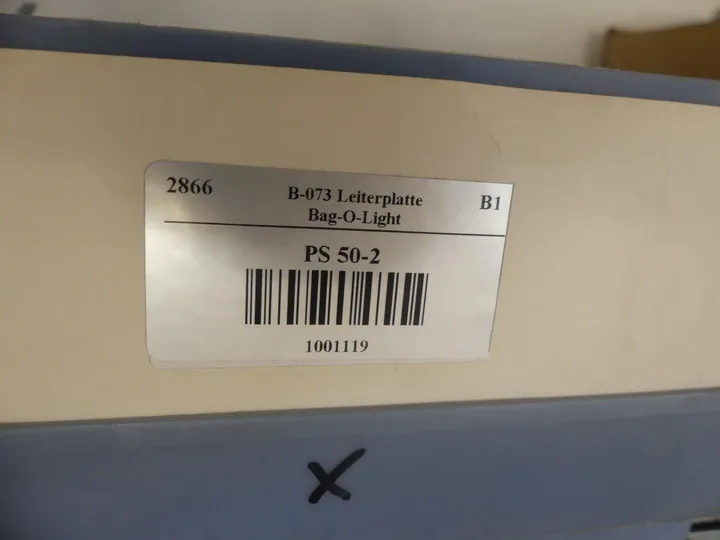 2866 B-073 Leiterplatte B1
Bag-O-Light
PS 50-2
1001119
X